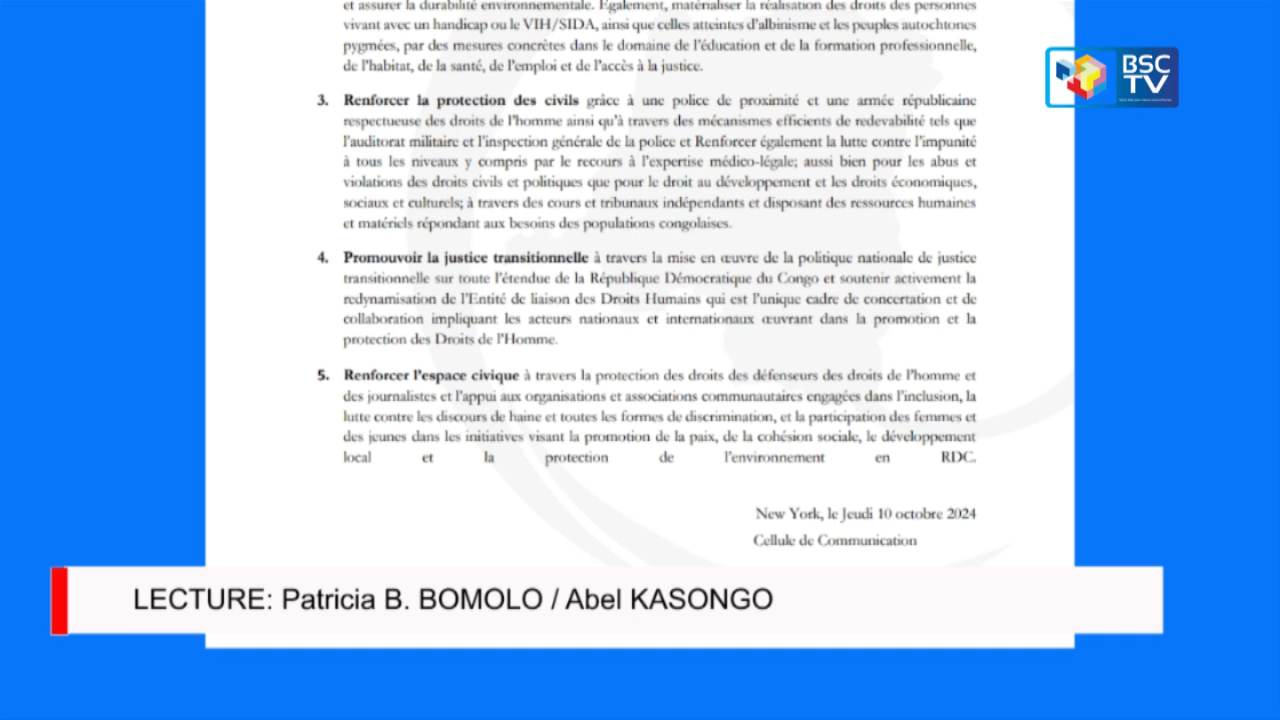 et assurer la durabilité environnementale. Également, matérialiser la réalisation des droits des personnes
vivant avec un handicap ou le VIH/SIDA, ainsi que celles atteintes d'albinisme et les peuples autochtones
pygmées, par des mesures concrètes dans le domaine de l'éducation et de la formation professionnelle,
de l'habitat, de la santé, de l'emploi et de l'accès à la justice.
3. Renforcer la protection des civils grâce à une police de proximité et une armée républicaine
respectueuse des droits de l'homme ainsi qu'à travers des mécanismes efficients de redevabilité tels que
l'auditorat militaire et l'inspection générale de la police et Renforcer également la lutte contre l'impunité
à tous les niveaux y compris par le recours à l'expertise médico-légale; aussi bien pour les abus et
violations des droits civils et politiques que pour le droit au développement et les droits économiques,
sociaux et culturels; à travers des cours et tribunaux indépendants et disposant des ressources humaines
et matériels répondant aux besoins des populations congolaises.
4. Promouvoir la justice transitionnelle à travers la mise en œuvre de la politique nationale de justice
transitionnelle sur toute l'étendue de la République Démocratique du Congo et soutenir activement la
redynamisation de l'Entité de liaison des Droits Humains qui est l'unique cadre de concertation et de
collaboration impliquant les acteurs nationaux et internationaux œuvrant dans la promotion et la
protection des Droits de l'Homme.
5. Renforcer l'espace civique à travers la protection des droits des défenseurs des droits de l'homme et
des journalistes et l'appui aux organisations et associations communautaires engagées dans l'inclusion, la
lutte contre les discours de haine et toutes les formes de discrimination, et la participation des femmes et
des jeunes dans les initiatives visant la promotion de la paix, de la cohésion sociale, le développement
local et la protection de l'environnement en RDC.
New York, le Jeudi 10 octobre 2024
Cellule de Communication
LECTURE: Patricia B. BOMOLO / Abel KASONGO
BSC
TV